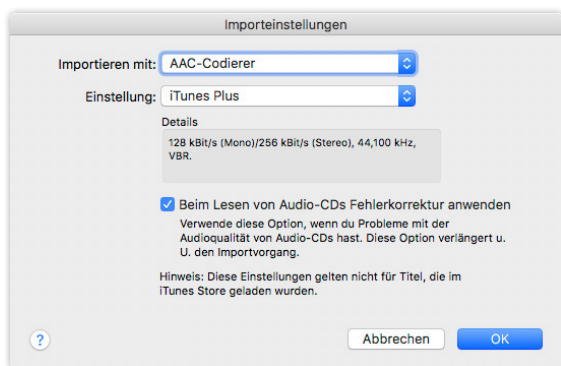 Importeinstellungen
Importieren mit: AAC-Codierer
Einstellung: iTunes Plus
Details
128 kBit/s (Mono)/256 kBit/s (Stereo), 44,100 kHz,
VBR.
Beim Lesen von Audio-CDs Fehlerkorrektur anwenden
Verwende diese Option, wenn du Probleme mit der
Audioqualität von Audio-CDs hast. Diese Option verlängert u.
U. den Importvorgang.
Hinweis: Diese Einstellungen gelten nicht für Titel, die im
iTunes Store geladen wurden.
? Abbrechen OK